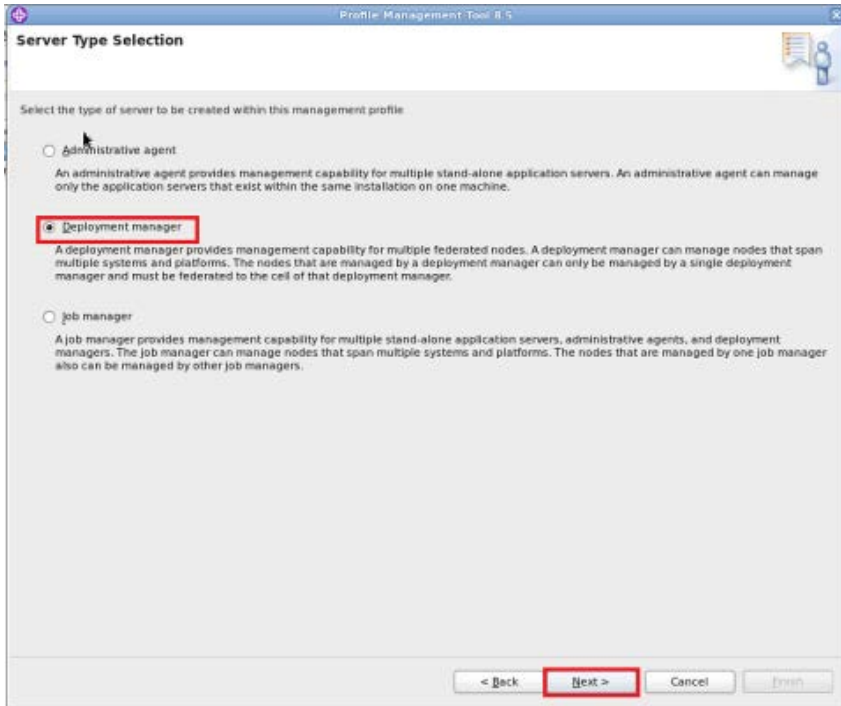 Profile Management Tool 8.5
Server Type Selection
Select the type of server to be created within this management profile
Administrative agent
An administrative agent provides management capability for multiple stand-alone application servers. An administrative agent can manage
only the application servers that exist within the same installation on one machine.
Deployment manager
A deployment manager provides management capability for multiple federated nodes. A deployment manager can manage nodes that span
multiple systems and platforms. The nodes that are managed by a deployment manager can only be managed by a single deployment
manager and must be federated to the cell of that deployment manager.
Job manager
A job manager provides management capability for multiple stand-alone application servers, administrative agents, and deployment
managers. The job manager can manage nodes that span multiple systems and platforms. The nodes that are managed by one job manager
also can be managed by other job managers.
< Back Next > Cancel Finish